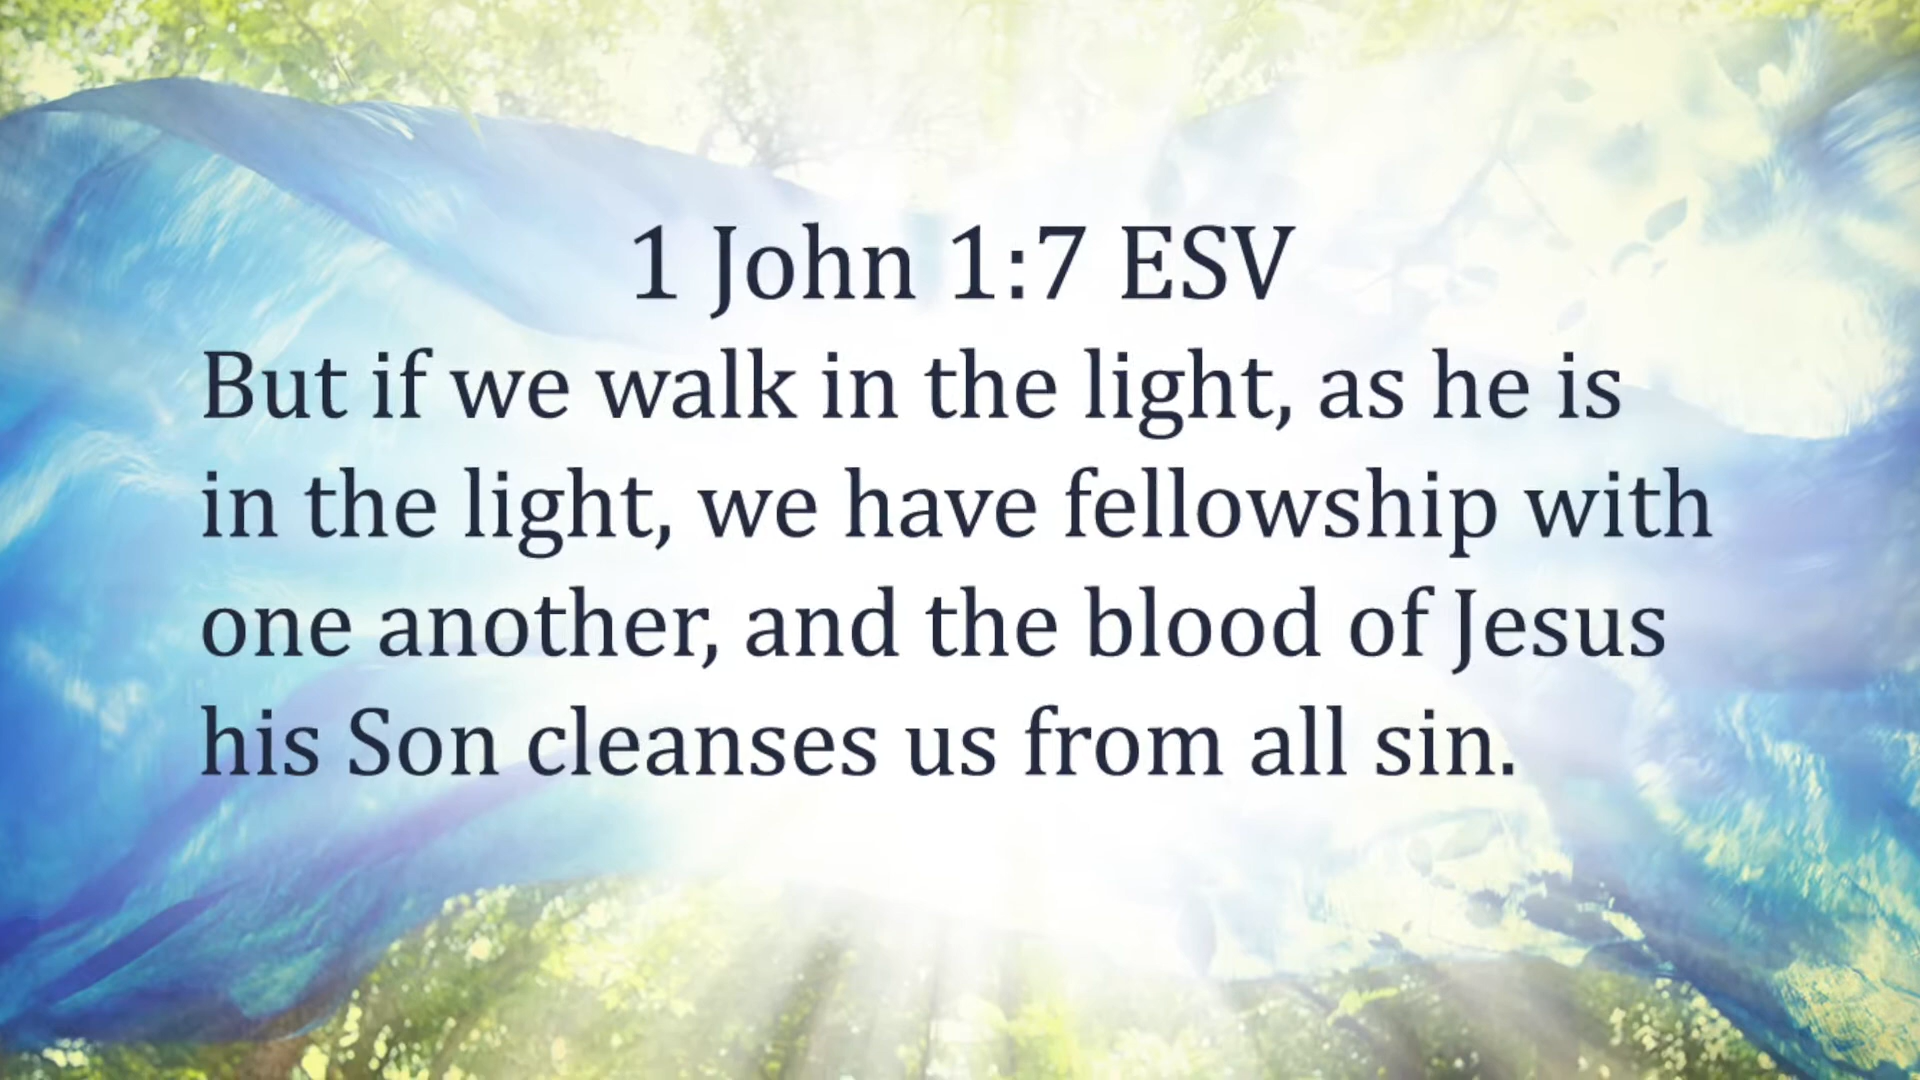 1 John 1:7 ESV
But if we walk in the light, as he is
in the light, we have fellowship with
one another, and the blood of Jesus
his Son cleanses us from all sin.